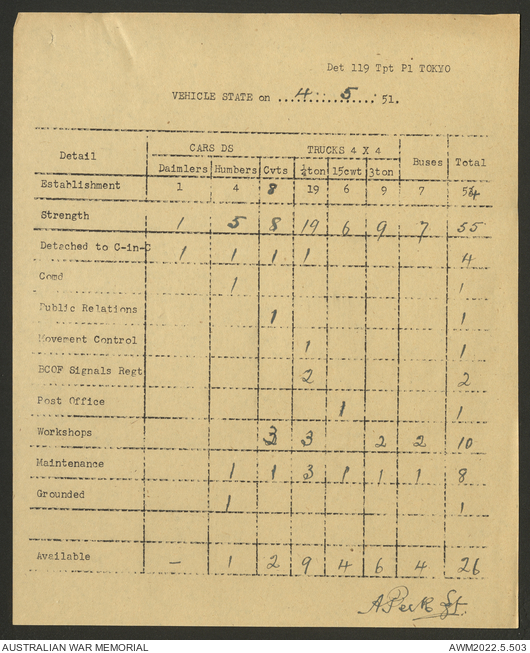 Det 119 Tpt Pl TOKYO
VEHICLE STATE on ....4...5......... 51.
Detail CARS DS TRUCKS 4 X 4 Buses Total
Daimlers Humbers Cvts ¼ton 15cwt 3ton
Establishment 1 4 8 19 6 9 7 54
Strength 1 5 8 19 6 9 7 55
Detached to C-in-C 1 1 1 1 4
Comd 1 1
Public Relations 1 1
Movement Control 1 1
BCOF Signals Regt 2 2
Post Office 1 1
Workshops 3 3 2 2 10
Maintenance 1 1 3 1 1 1 8
Grounded 1 1
Available — 1 2 9 4 6 4 26
AUSTRALIAN WAR MEMORIAL AWM2022.5.503